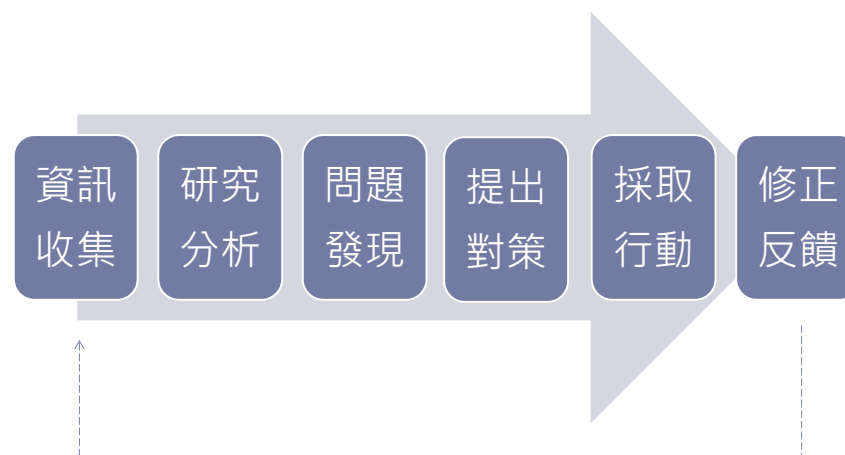 資訊
收集
研究
分析
問題
發現
提出
對策
採取
行動
修正
反饋